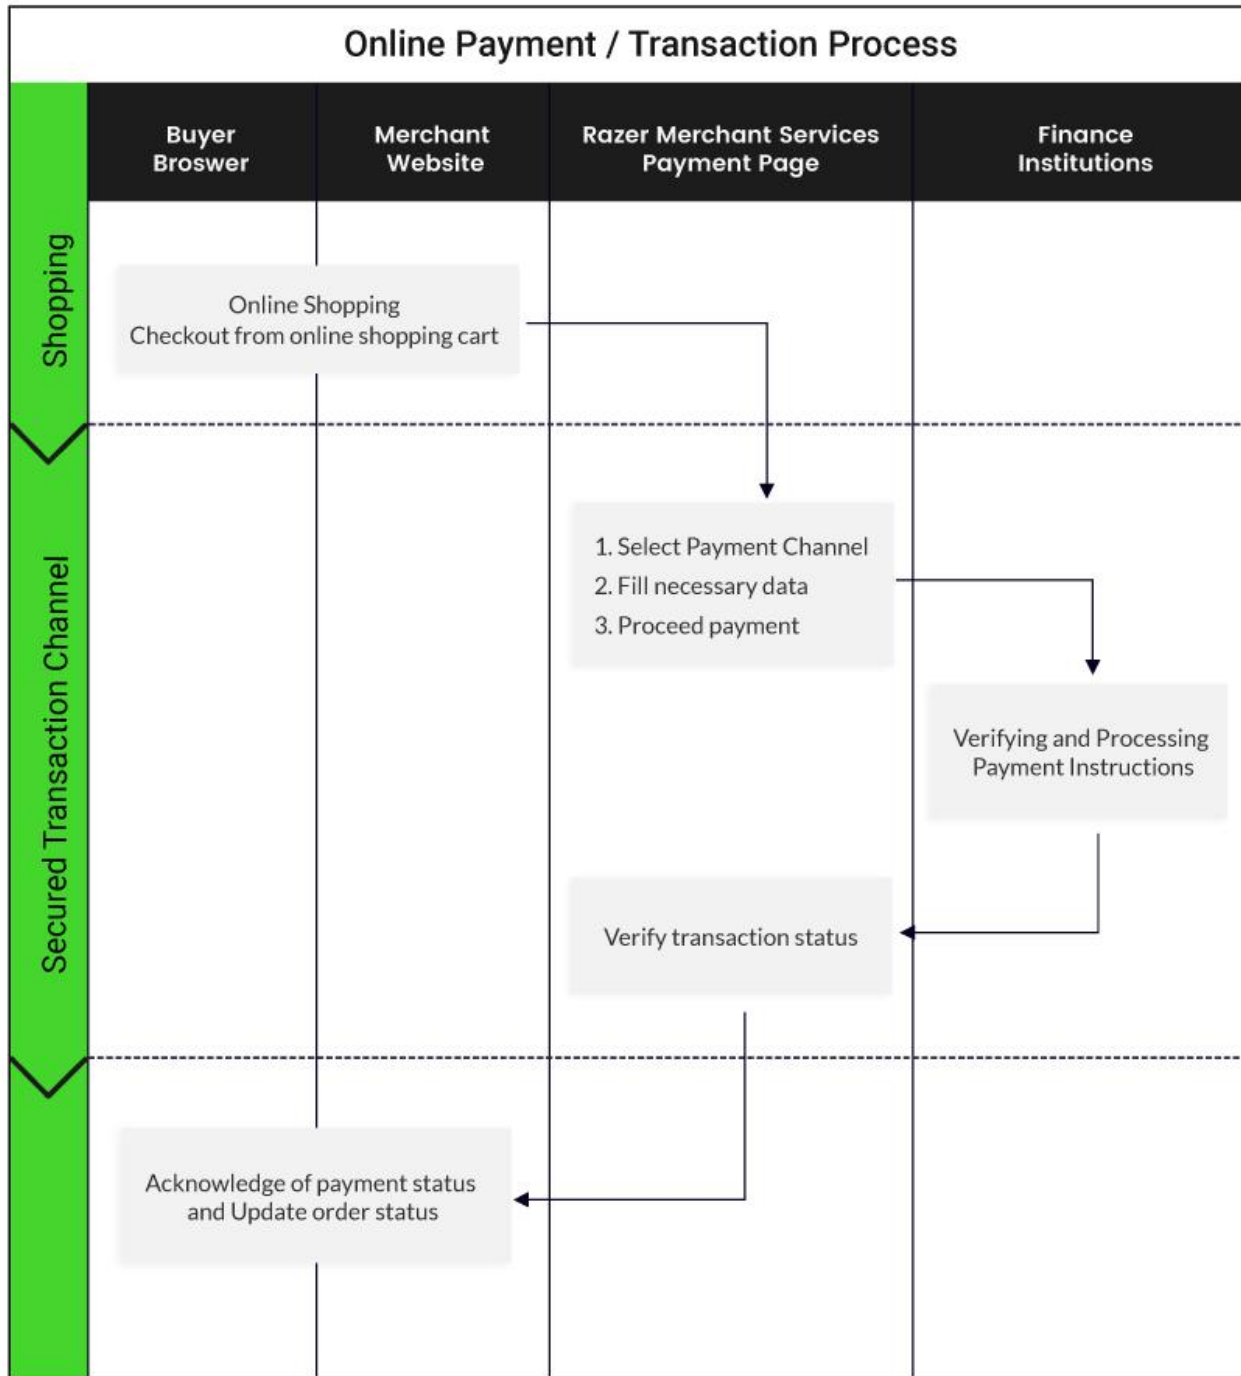 Online Payment / Transaction Process
Buyer
Broswer
Merchant
Website
Razer Merchant Services
Payment Page
Finance
Institutions
Shopping
Online Shopping
Checkout from online shopping cart
Secured Transaction Channel
1. Select Payment Channel
2. Fill necessary data
3. Proceed payment
Verifying and Processing
Payment Instructions
Verify transaction status
Acknowledge of payment status
and Update order status